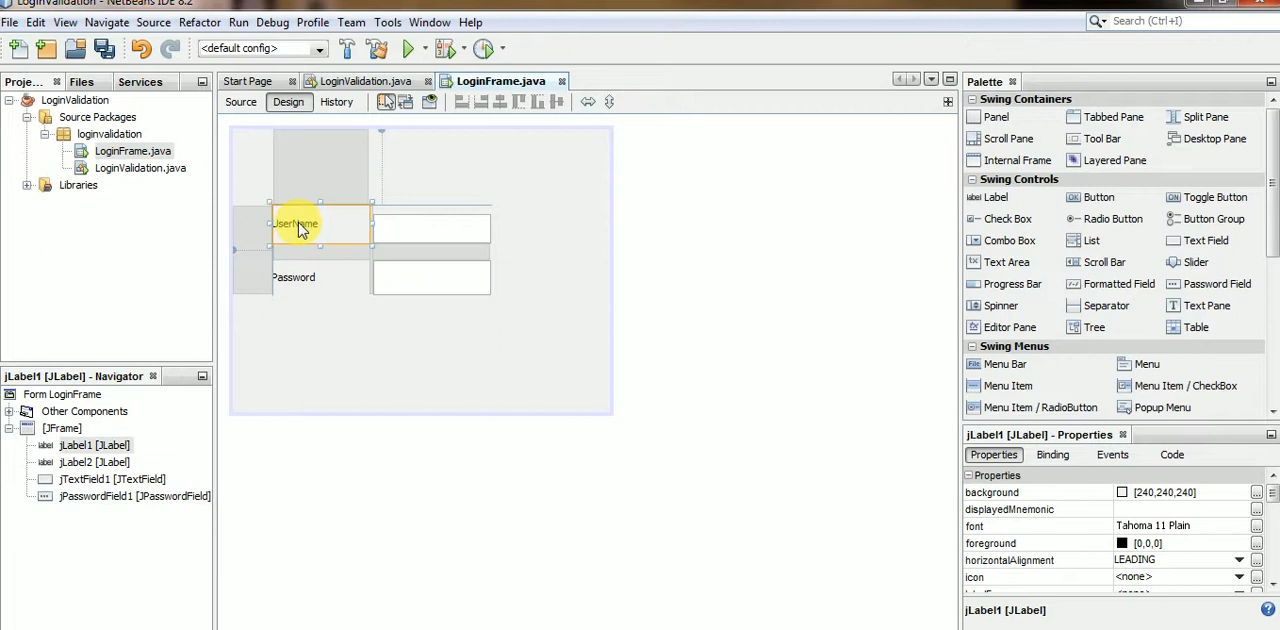 LoginValidation - NetBeans IDE 8.2
File Edit View Navigate Source Refactor Run Debug Profile Team Tools Window Help
Search (Ctrl+I)
<default config>
Proje... Files Services
Start Page LoginValidation.java LoginFrame.java
Palette
LoginValidation
Source Packages
loginvalidation
LoginFrame.java
LoginValidation.java
Libraries
Source Design History
UserName
Password
Swing Containers
Panel Tabbed Pane Split Pane
Scroll Pane Tool Bar Desktop Pane
Internal Frame Layered Pane
Swing Controls
Label Button Toggle Button
Check Box Radio Button Button Group
Combo Box List Text Field
Text Area Scroll Bar Slider
Progress Bar Formatted Field Password Field
Spinner Separator Text Pane
Editor Pane Tree Table
Swing Menus
Menu Bar Menu
Menu Item Menu Item / CheckBox
Menu Item / RadioButton Popup Menu
jLabel1 [JLabel] - Navigator
Form LoginFrame
Other Components
[JFrame]
jLabel1 [JLabel]
jLabel2 [JLabel]
jTextField1 [JTextField]
jPasswordField1 [JPasswordField]
jLabel1 [JLabel] - Properties
Properties Binding Events Code
Properties
background [240,240,240]
displayedMnemonic
font Tahoma 11 Plain
foreground [0,0,0]
horizontalAlignment LEADING
icon <none>
<none>
jLabel1 [JLabel]